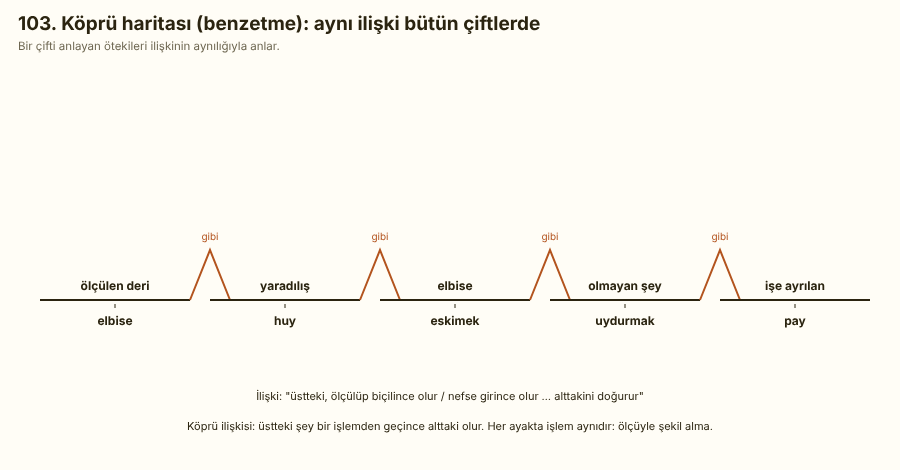 103. Köprü haritası (benzetme): aynı ilişki bütün çiftlerde
Bir çifti anlayan ötekileri ilişkinin aynılığıyla anlar.
gibi gibi gibi gibi
ölçülen deri yaradılış elbise olmayan şey işe ayrılan
elbise huy eskimek uydurmak pay
İlişki: "üstteki, ölçülüp biçilince olur / nefse girince olur ... alttakini doğurur"
Köprü ilişkisi: üstteki şey bir işlemden geçince alttaki olur. Her ayakta işlem aynıdır: ölçüyle şekil alma.